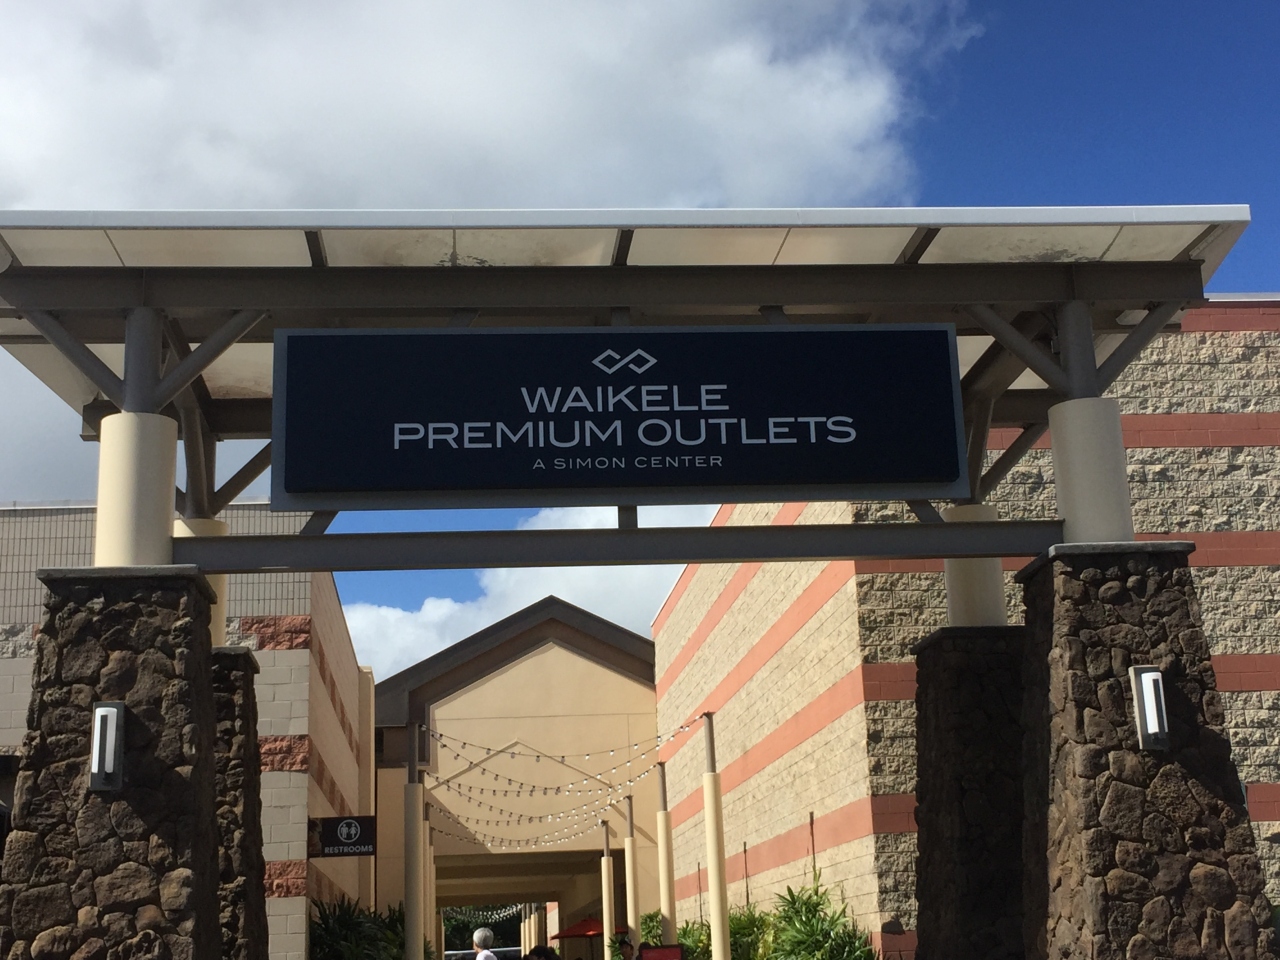 WAIKELE
PREMIUM OUTLETS
A SIMON CENTER
RESTROOMS